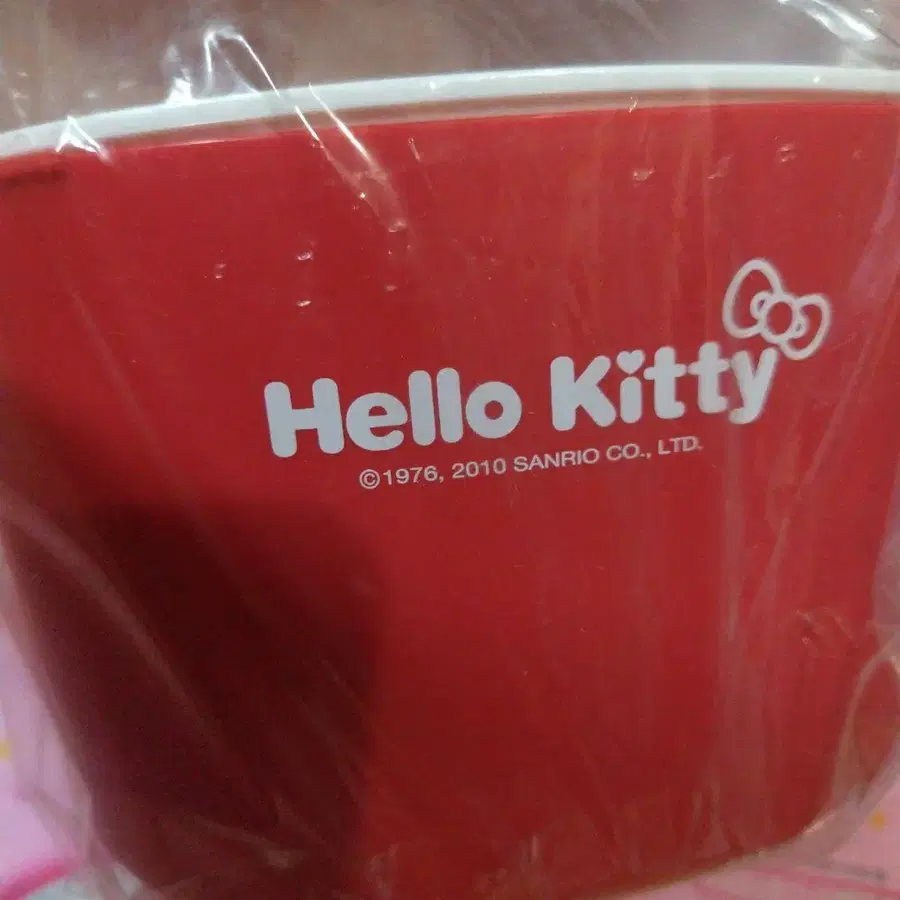 Hello Kitty
©1976, 2010 SANRIO CO., LTD.